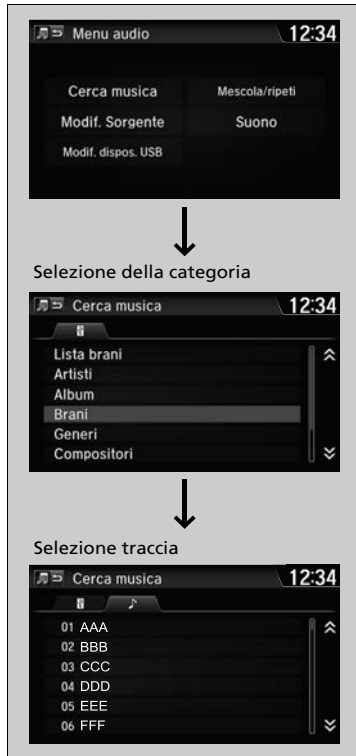 Menu audio 12:34
Cerca musica Mescola/ripeti
Modif. Sorgente Suono
Modif. dispos. USB
Selezione della categoria
Cerca musica 12:34
Lista brani
Artisti
Album
Brani
Generi
Compositori
Selezione traccia
Cerca musica 12:34
01 AAA
02 BBB
03 CCC
04 DDD
05 EEE
06 FFF